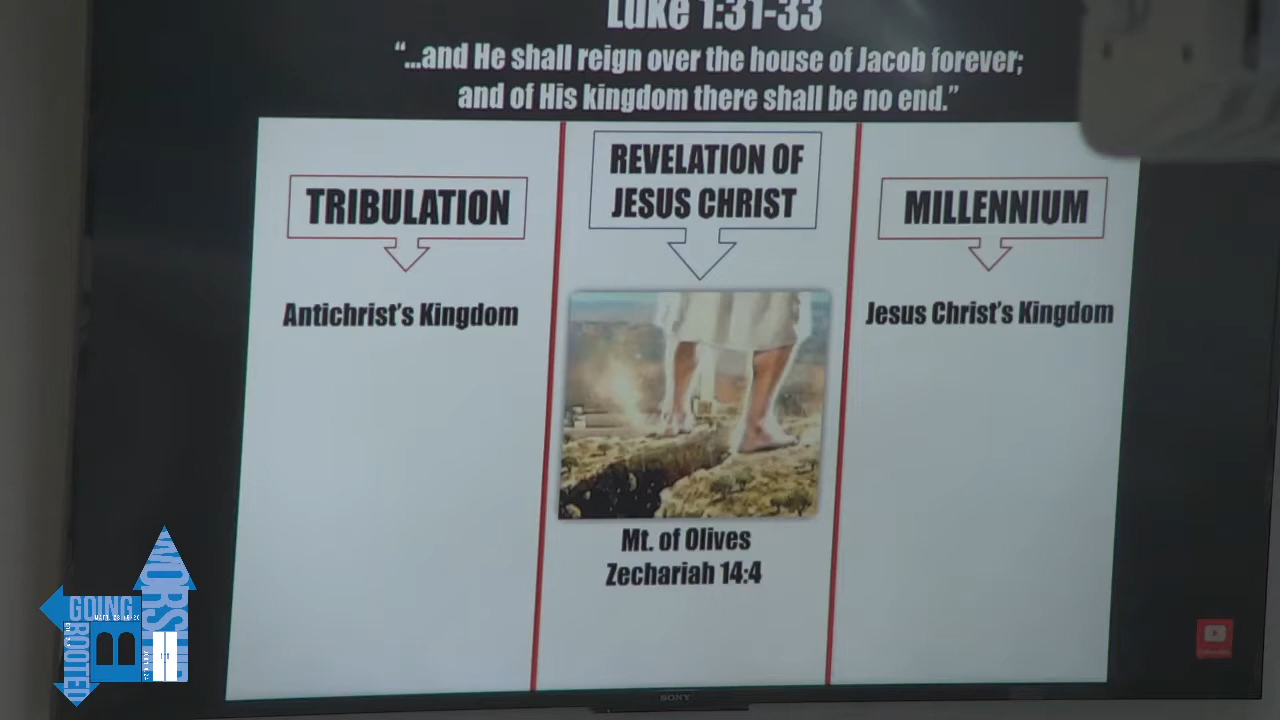 Luke 1:31-33
“...and He shall reign over the house of Jacob forever;
and of His kingdom there shall be no end.”
TRIBULATION
Antichrist's Kingdom
REVELATION OF
JESUS CHRIST
Mt. of Olives
Zechariah 14:4
MILLENNIUM
Jesus Christ's Kingdom
SONY
GOING
ROOTED
WORSHIP